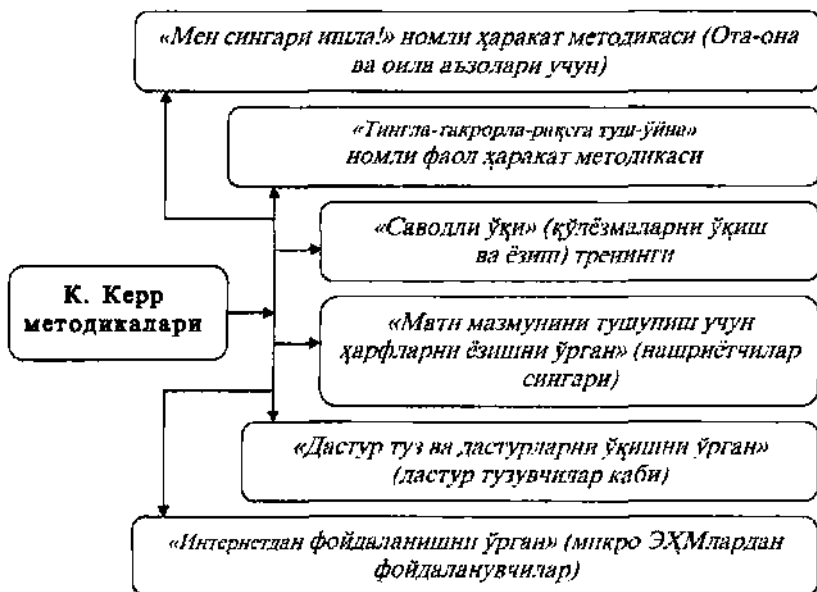 «Мен сингари ишла!» номли ҳаракат методикаси (Ота-она
ва оила аъзолари учун)
«Тингла-такрорла-рақсга туш-ўйна»
номли фаол ҳаракат методикаси
«Саводли ўқи» (қўлёзмаларни ўқиш
ва ёзиш) тренинги
К. Керр
методикалари
«Матн мазмунини тушуниш учун
ҳарфларни ёзишни ўрган» (нашриётчилар
сингари)
«Дастур туз ва дастурларни ўқишни ўрган»
(дастур тузувчилар каби)
«Интернетдан фойдаланишни ўрган» (микро ЭҲМлардан
фойдаланувчилар)